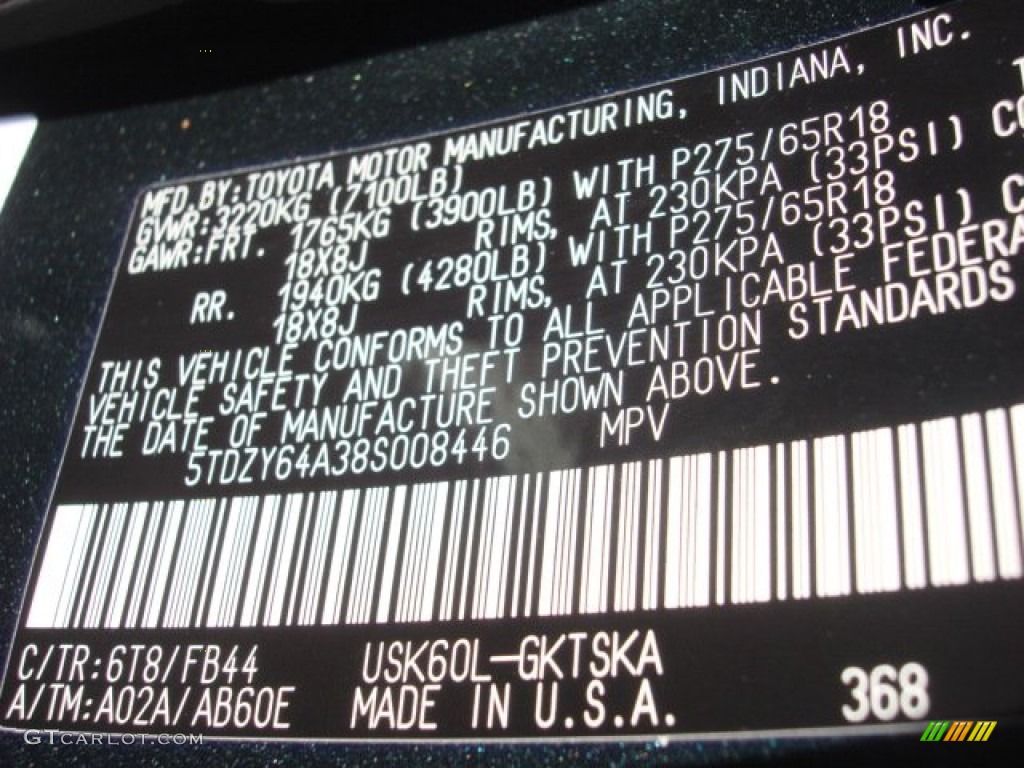 MFD.BY:TOYOTA MOTOR MANUFACTURING, INDIANA, INC.
GVWR:3220KG (7100LB)
GAWR:FRT. 1765KG (3900LB) WITH P275/65R18
18X8J RIMS, AT 230KPA (33PSI) CO
RR. 1940KG (4280LB) WITH P275/65R18
18X8J RIMS, AT 230KPA (33PSI) C
THIS VEHICLE CONFORMS TO ALL APPLICABLE FEDERA
VEHICLE SAFETY AND THEFT PREVENTION STANDARDS
THE DATE OF MANUFACTURE SHOWN ABOVE.
5TDZY64A38S008446 MPV
C/TR:6T8/FB44 USK60L-GKTSKA
A/TM:A02A/AB60E MADE IN U.S.A. 368
GTCARLOT.COM